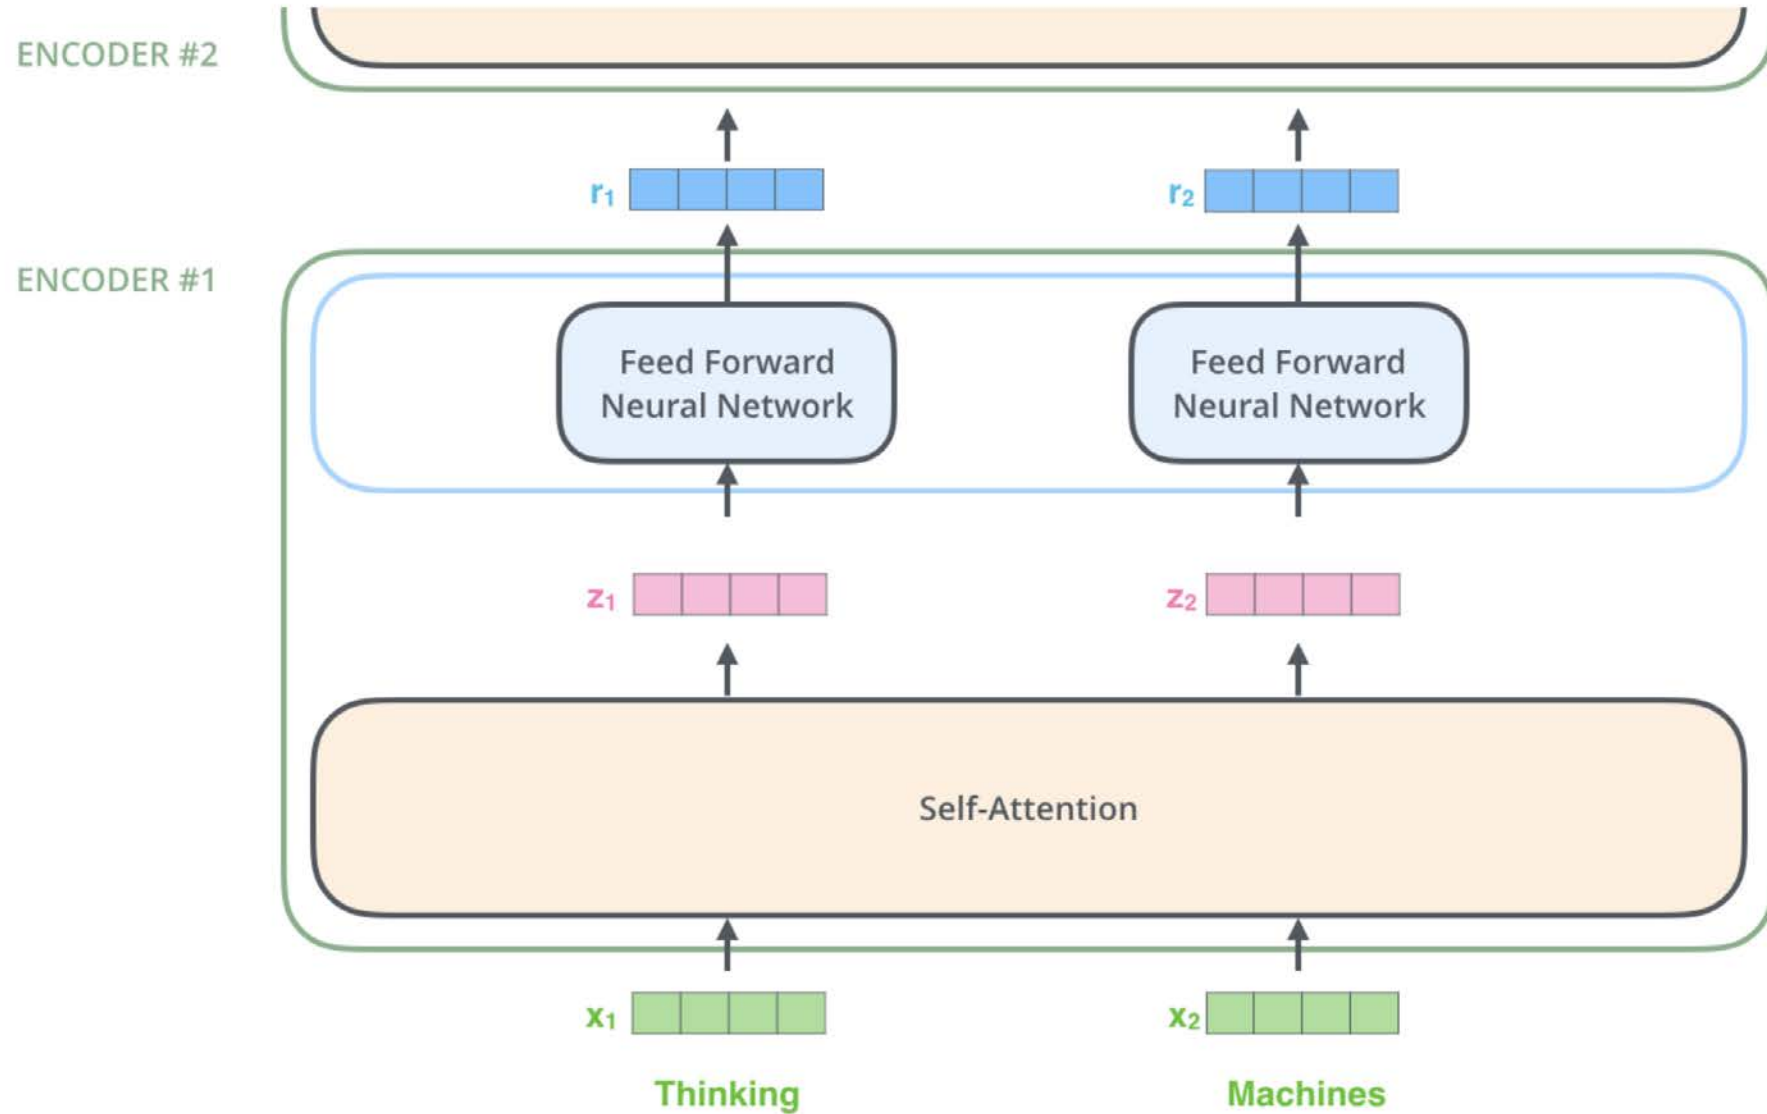 ENCODER #2
r₁
r₂
ENCODER #1
Feed Forward
Neural Network
Feed Forward
Neural Network
z₁
z₂
Self-Attention
x₁
x₂
Thinking
Machines